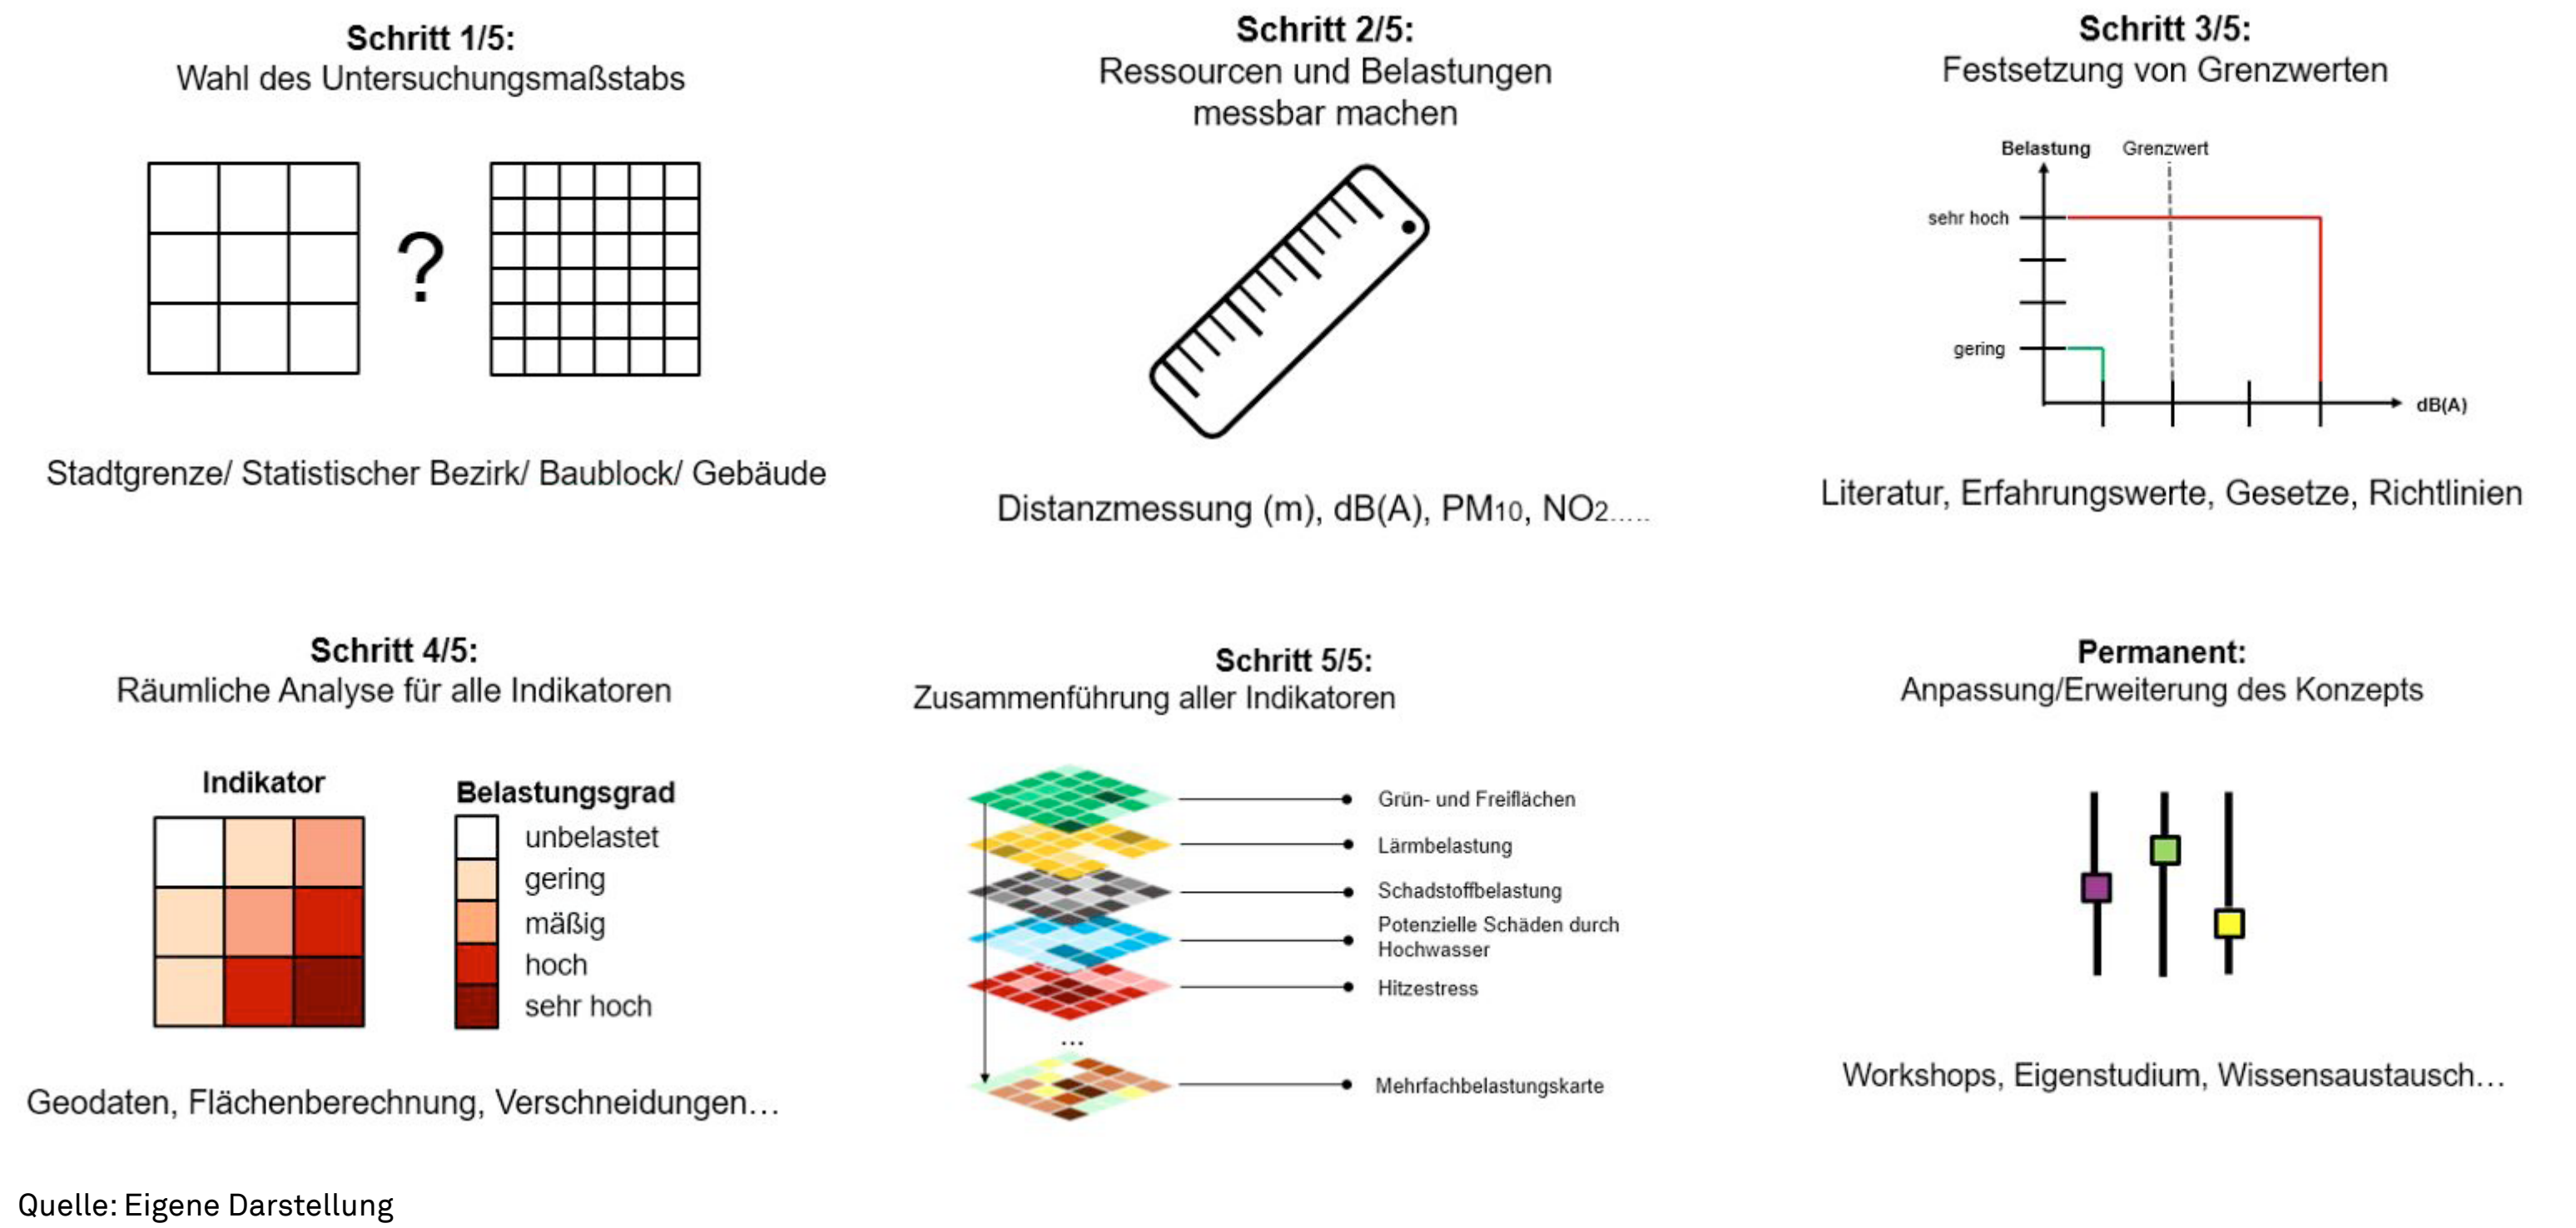 Schritt 1/5:
Wahl des Untersuchungsmaßstabs
?
Stadtgrenze/ Statistischer Bezirk/ Baublock/ Gebäude
Schritt 2/5:
Ressourcen und Belastungen
messbar machen
Distanzmessung (m), dB(A), PM10, NO2.....
Schritt 3/5:
Festsetzung von Grenzwerten
Belastung
Grenzwert
sehr hoch
gering
dB(A)
Literatur, Erfahrungswerte, Gesetze, Richtlinien
Schritt 4/5:
Räumliche Analyse für alle Indikatoren
Indikator
Belastungsgrad
unbelastet
gering
mäßig
hoch
sehr hoch
Geodaten, Flächenberechnung, Verschneidungen...
Schritt 5/5:
Zusammenführung aller Indikatoren
Grün- und Freiflächen
Lärmbelastung
Schadstoffbelastung
Potenzielle Schäden durch
Hochwasser
Hitzestress
...
Mehrfachbelastungskarte
Permanent:
Anpassung/Erweiterung des Konzepts
Workshops, Eigenstudium, Wissensaustausch...
Quelle: Eigene Darstellung